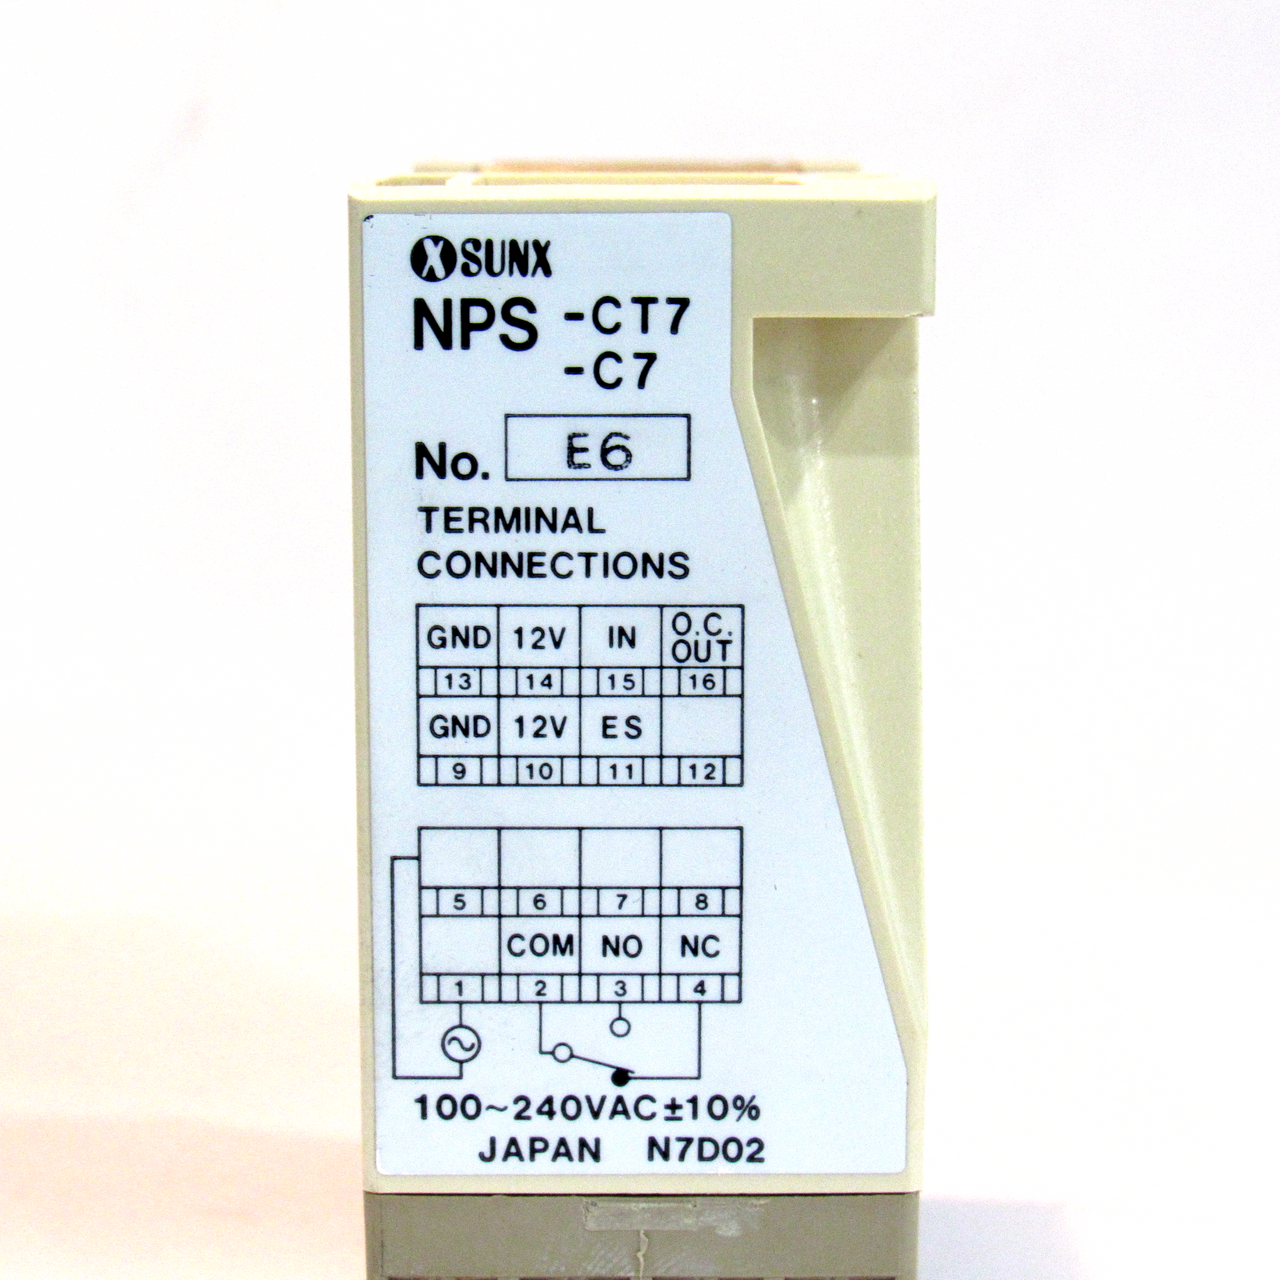 SUNX
NPS -CT7
-C7
No. E6
TERMINAL
CONNECTIONS
GND 12V IN O.C. OUT
13 14 15 16
GND 12V ES
9 10 11 12
5 6 7 8
COM NO NC
1 2 3 4
100~240VAC±10%
JAPAN N7D02